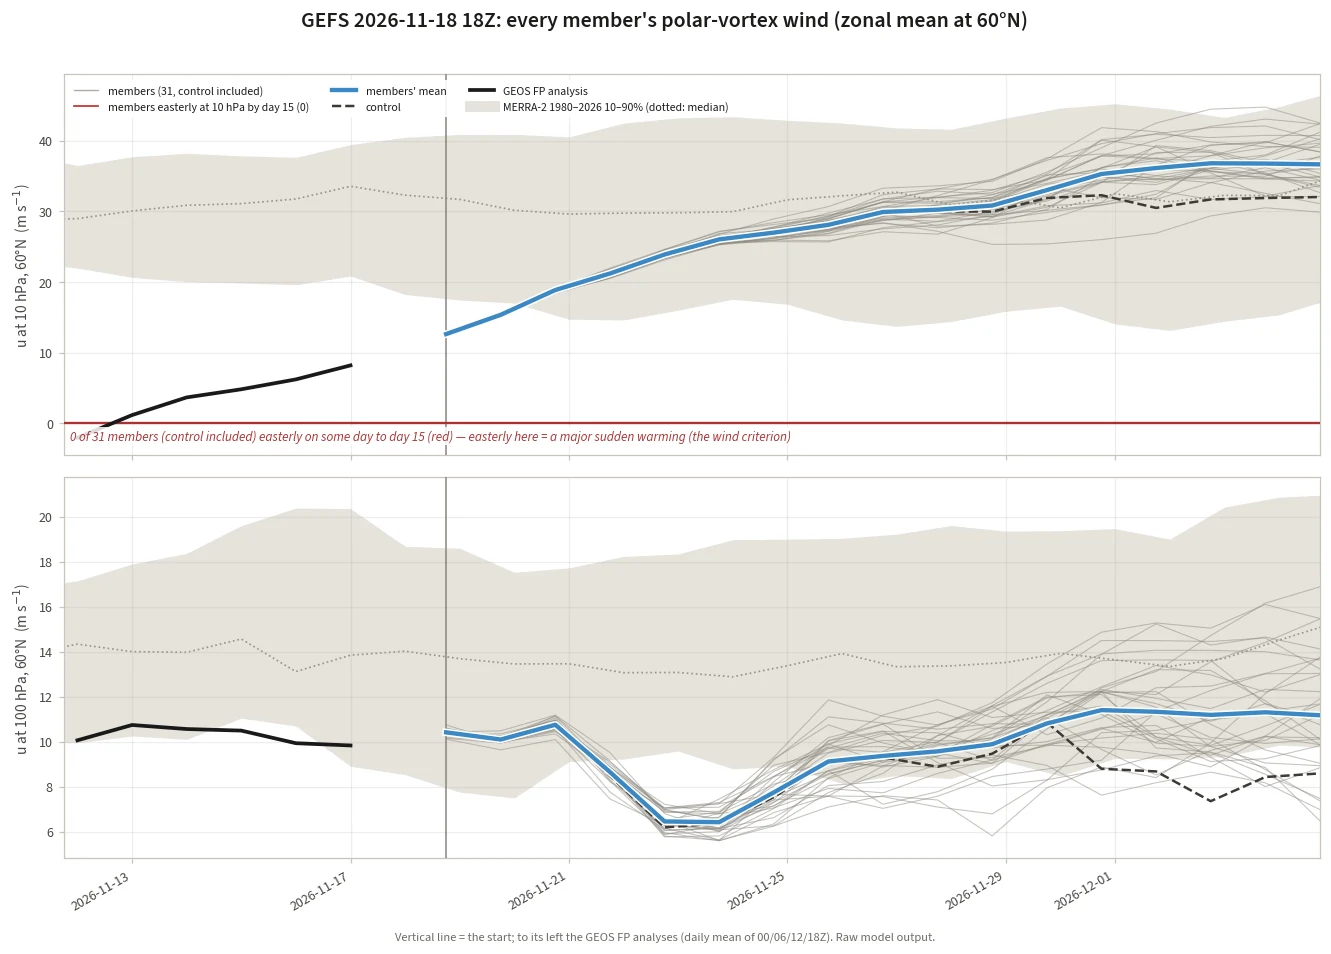 GEFS 2026-11-18 18Z: every member's polar-vortex wind (zonal mean at 60°N)
members (31, control included)
members easterly at 10 hPa by day 15 (0)
members' mean
control
GEOS FP analysis
MERRA-2 1980–2026 10–90% (dotted: median)
u at 10 hPa, 60°N (m s⁻¹)
40
30
20
10
0
0 of 31 members (control included) easterly on some day to day 15 (red) — easterly here = a major sudden warming (the wind criterion)
u at 100 hPa, 60°N (m s⁻¹)
20
18
16
14
12
10
8
6
2026-11-13
2026-11-17
2026-11-21
2026-11-25
2026-11-29
2026-12-01
Vertical line = the start; to its left the GEOS FP analyses (daily mean of 00/06/12/18Z). Raw model output.